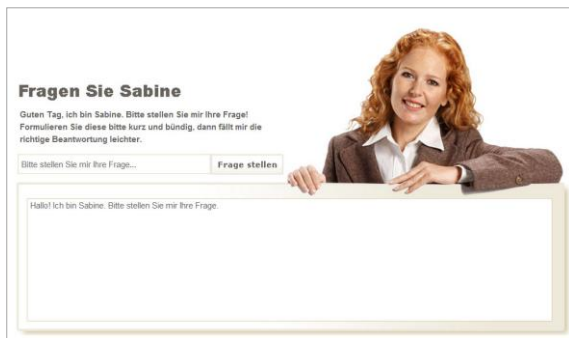 Fragen Sie Sabine
Guten Tag, ich bin Sabine. Bitte stellen Sie mir Ihre Frage!
Formulieren Sie diese bitte kurz und bündig, dann fällt mir die
richtige Beantwortung leichter.
Bitte stellen Sie mir Ihre Frage... Frage stellen
Hallo! Ich bin Sabine. Bitte stellen Sie mir Ihre Frage.